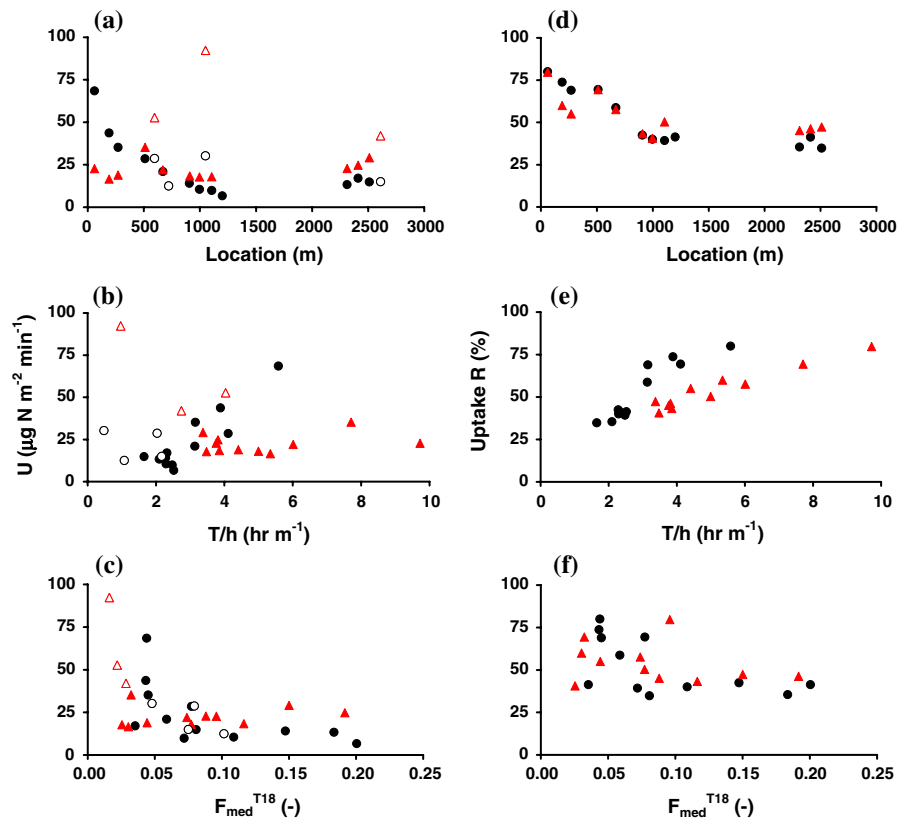 (a)
100
75
50
25
0
0 500 1000 1500 2000 2500 3000
Location (m)
(d)
100
75
50
25
0
0 500 1000 1500 2000 2500 3000
Location (m)
(b)
U (µg N m⁻² min⁻¹)
100
75
50
25
0
0 2 4 6 8 10
T/h (hr m⁻¹)
(e)
Uptake R (%)
100
75
50
25
0
0 2 4 6 8 10
T/h (hr m⁻¹)
(c)
100
75
50
25
0
0.00 0.05 0.10 0.15 0.20 0.25
F_med^T18 (-)
(f)
100
75
50
25
0
0.00 0.05 0.10 0.15 0.20 0.25
F_med^T18 (-)